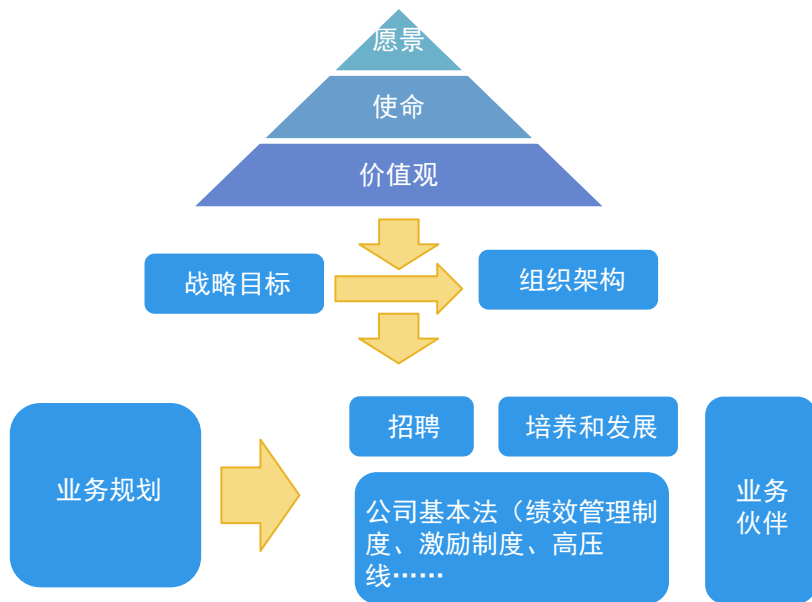 愿景
使命
价值观
战略目标
组织架构
招聘
培养和发展
业务规划
业务
伙伴
公司基本法（绩效管理制
度、激励制度、高压
线……